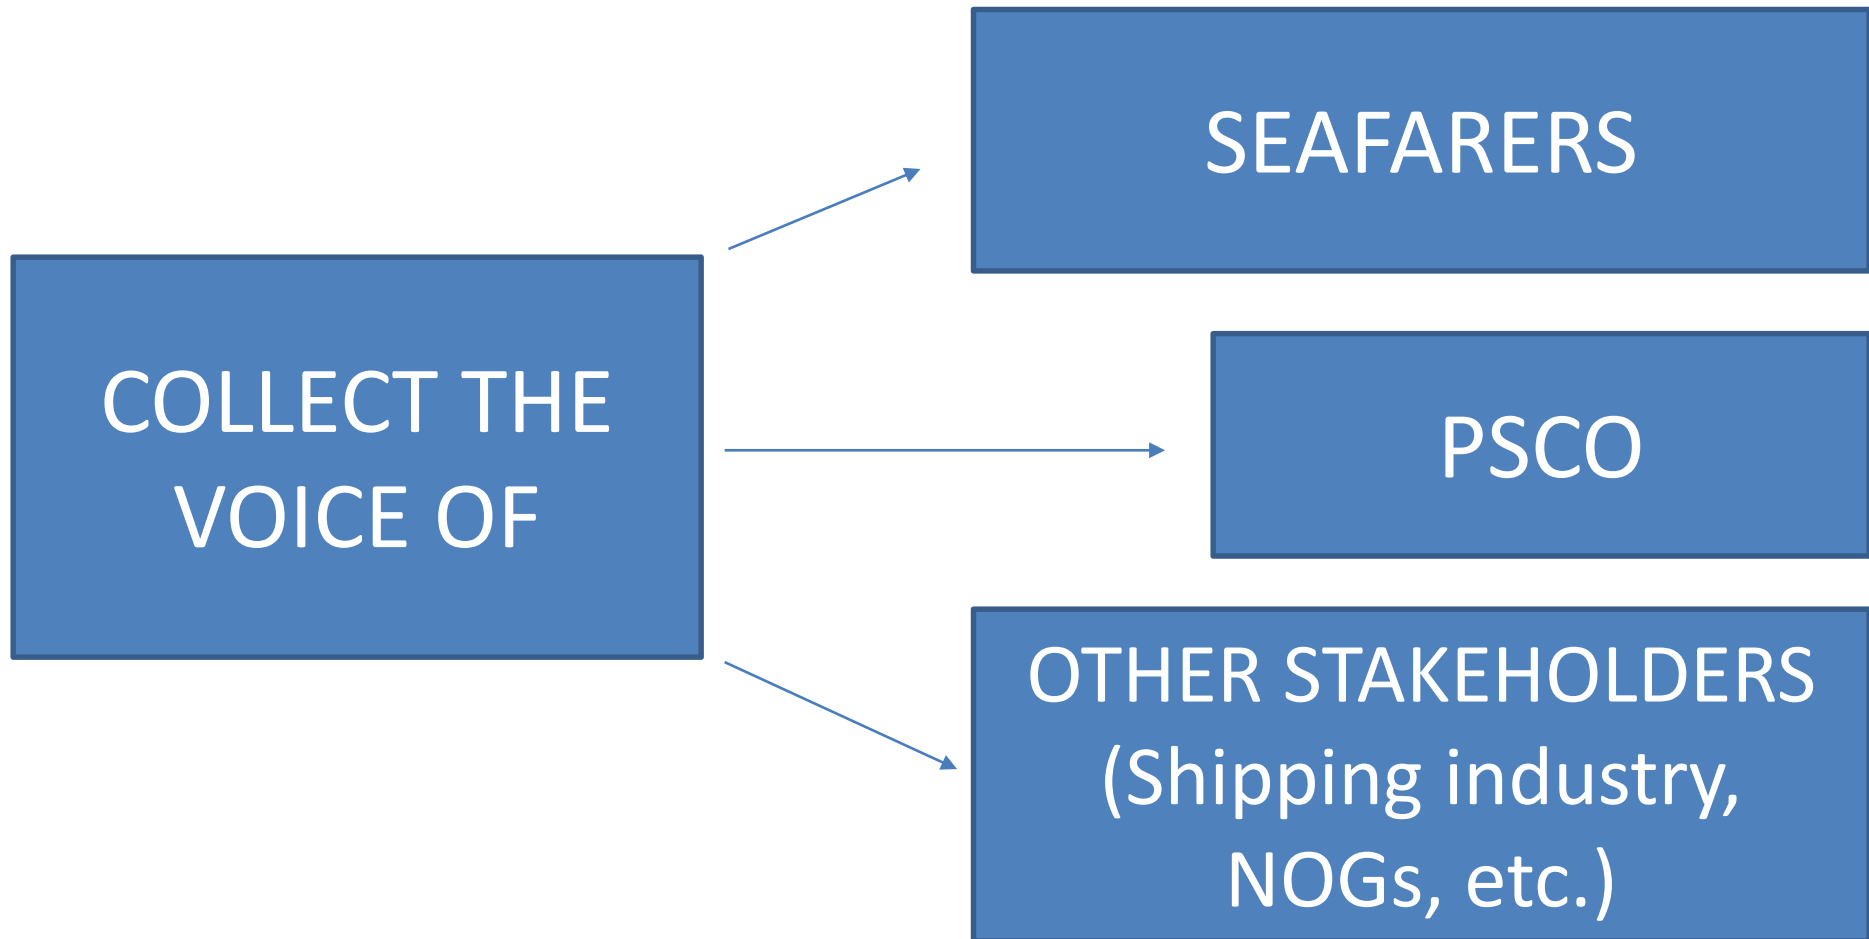 COLLECT THE
VOICE OF
SEAFARERS
PSCO
OTHER STAKEHOLDERS
(Shipping industry,
NOGs, etc.)